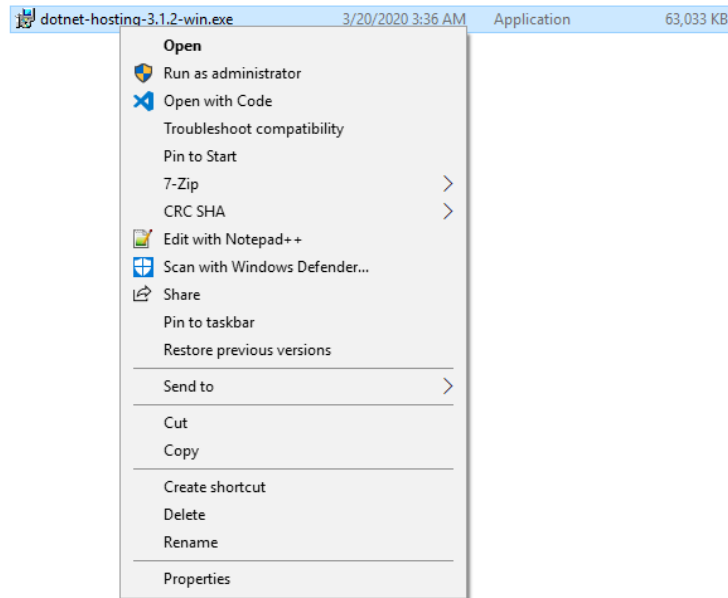 dotnet-hosting-3.1.2-win.exe 3/20/2020 3:36 AM Application 63,033 KB
Open
Run as administrator
Open with Code
Troubleshoot compatibility
Pin to Start
7-Zip
CRC SHA
Edit with Notepad++
Scan with Windows Defender...
Share
Pin to taskbar
Restore previous versions
Send to
Cut
Copy
Create shortcut
Delete
Rename
Properties